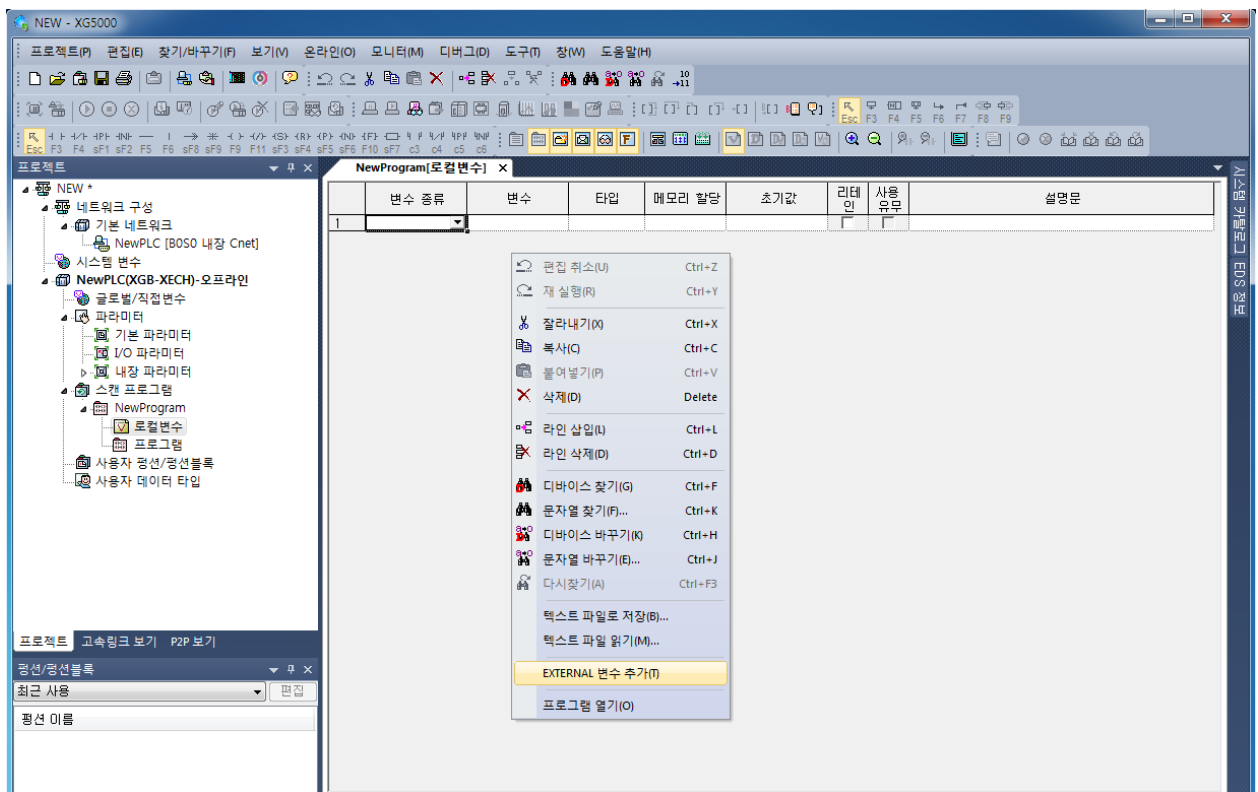 NEW - XG5000
프로젝트(P) 편집(E) 찾기/바꾸기(F) 보기(V) 온라인(O) 모니터(M) 디버그(D) 도구(T) 창(W) 도움말(H)
Esc F3 F4 F5 F6 F7 F8 F9
Esc F3 F4 sF1 sF2 F5 F6 sF8 sF9 F9 F11 sF3 sF4 sF5 sF6 F10 sF7 c3 c4 c5 c6
프로젝트
NewProgram[로컬변수]
NEW *
네트워크 구성
기본 네트워크
NewPLC [B0S0 내장 Cnet]
시스템 변수
NewPLC(XGB-XECH)-오프라인
글로벌/직접변수
파라미터
기본 파라미터
I/O 파라미터
내장 파라미터
스캔 프로그램
NewProgram
로컬변수
프로그램
사용자 펑션/펑션블록
사용자 데이터 타입
변수 종류 변수 타입 메모리 할당 초기값 리테인 사용유무 설명문
1
편집 취소(U) Ctrl+Z
재 실행(R) Ctrl+Y
잘라내기(X) Ctrl+X
복사(C) Ctrl+C
붙여넣기(P) Ctrl+V
삭제(D) Delete
라인 삽입(L) Ctrl+L
라인 삭제(D) Ctrl+D
디바이스 찾기(G) Ctrl+F
문자열 찾기(F)... Ctrl+K
디바이스 바꾸기(K) Ctrl+H
문자열 바꾸기(E)... Ctrl+J
다시찾기(A) Ctrl+F3
텍스트 파일로 저장(B)...
텍스트 파일 읽기(M)...
EXTERNAL 변수 추가(T)
프로그램 열기(O)
시스템 카탈로그
EDS 정보
프로젝트 고속링크 보기 P2P 보기
펑션/펑션블록
최근 사용 편집
펑션 이름